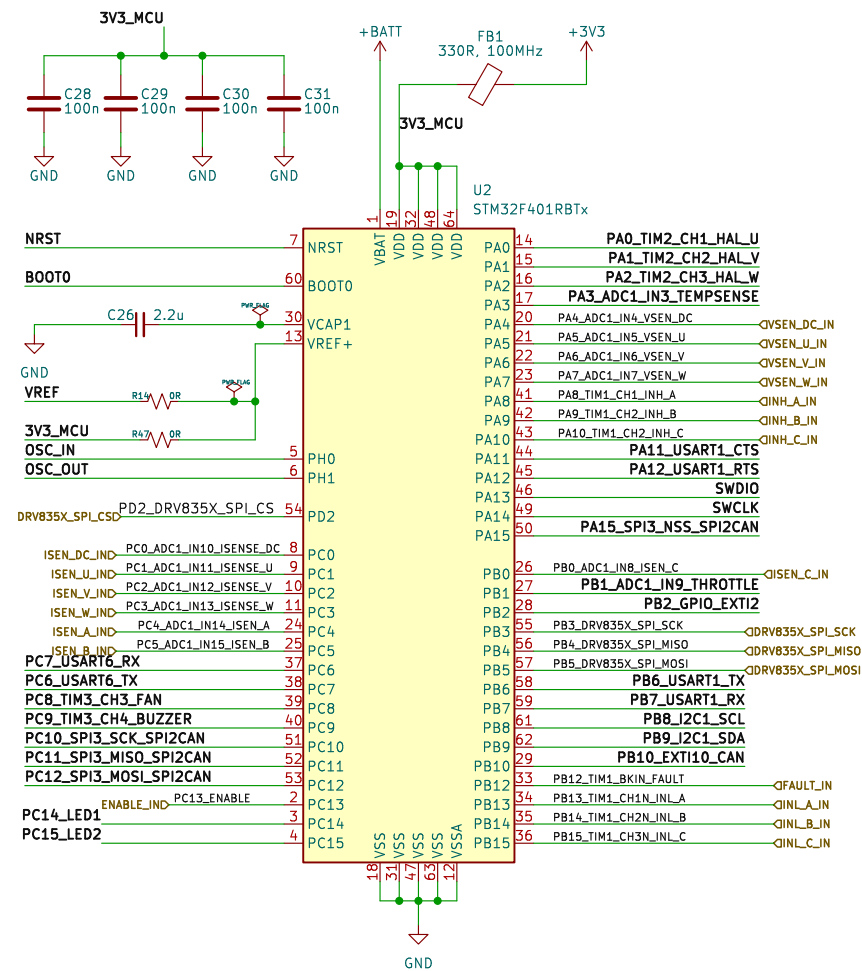 3V3_MCU
C28
100n
C29
100n
C30
100n
C31
100n
GND
GND
GND
GND
+BATT
FB1
330R, 100MHz
+3V3
3V3_MCU
U2
STM32F401RBTx
1
19
32
48
64
VBAT
VDD
VDD
VDD
VDD
NRST 7 NRST
BOOT0 60 BOOT0
C26 2.2u PWR_FLAG 30 VCAP1
GND
13 VREF+
PWR_FLAG
VREF R14 0R
3V3_MCU R47 0R
OSC_IN 5 PH0
OSC_OUT 6 PH1
DRV835X_SPI_CS PD2_DRV835X_SPI_CS 54 PD2
ISEN_DC_IN PC0_ADC1_IN10_ISENSE_DC 8 PC0
ISEN_U_IN PC1_ADC1_IN11_ISENSE_U 9 PC1
ISEN_V_IN PC2_ADC1_IN12_ISENSE_V 10 PC2
ISEN_W_IN PC3_ADC1_IN13_ISENSE_W 11 PC3
ISEN_A_IN PC4_ADC1_IN14_ISEN_A 24 PC4
ISEN_B_IN PC5_ADC1_IN15_ISEN_B 25 PC5
PC7_USART6_RX 37 PC6
PC6_USART6_TX 38 PC7
PC8_TIM3_CH3_FAN 39 PC8
PC9_TIM3_CH4_BUZZER 40 PC9
PC10_SPI3_SCK_SPI2CAN 51 PC10
PC11_SPI3_MISO_SPI2CAN 52 PC11
PC12_SPI3_MOSI_SPI2CAN 53 PC12
ENABLE_IN PC13_ENABLE 2 PC13
PC14_LED1 3 PC14
PC15_LED2 4 PC15
PA0 14 PA0_TIM2_CH1_HAL_U
PA1 15 PA1_TIM2_CH2_HAL_V
PA2 16 PA2_TIM2_CH3_HAL_W
PA3 17 PA3_ADC1_IN3_TEMPSENSE
PA4 20 PA4_ADC1_IN4_VSEN_DC VSEN_DC_IN
PA5 21 PA5_ADC1_IN5_VSEN_U VSEN_U_IN
PA6 22 PA6_ADC1_IN6_VSEN_V VSEN_V_IN
PA7 23 PA7_ADC1_IN7_VSEN_W VSEN_W_IN
PA8 41 PA8_TIM1_CH1_INH_A INH_A_IN
PA9 42 PA9_TIM1_CH2_INH_B INH_B_IN
PA10 43 PA10_TIM1_CH2_INH_C INH_C_IN
PA11 44 PA11_USART1_CTS
PA12 45 PA12_USART1_RTS
PA13 46 SWDIO
PA14 49 SWCLK
PA15 50 PA15_SPI3_NSS_SPI2CAN
PB0 26 PB0_ADC1_IN8_ISEN_C ISEN_C_IN
PB1 27 PB1_ADC1_IN9_THROTTLE
PB2 28 PB2_GPIO_EXTI2
PB3 55 PB3_DRV835X_SPI_SCK DRV835X_SPI_SCK
PB4 56 PB4_DRV835X_SPI_MISO DRV835X_SPI_MISO
PB5 57 PB5_DRV835X_SPI_MOSI DRV835X_SPI_MOSI
PB6 58 PB6_USART1_TX
PB7 59 PB7_USART1_RX
PB8 61 PB8_I2C1_SCL
PB9 62 PB9_I2C1_SDA
PB10 29 PB10_EXTI10_CAN
PB12 33 PB12_TIM1_BKIN_FAULT FAULT_IN
PB13 34 PB13_TIM1_CH1N_INL_A INL_A_IN
PB14 35 PB14_TIM1_CH2N_INL_B INL_B_IN
PB15 36 PB15_TIM1_CH3N_INL_C INL_C_IN
VSS
VSS
VSS
VSS
VSSA
18
31
47
63
12
GND